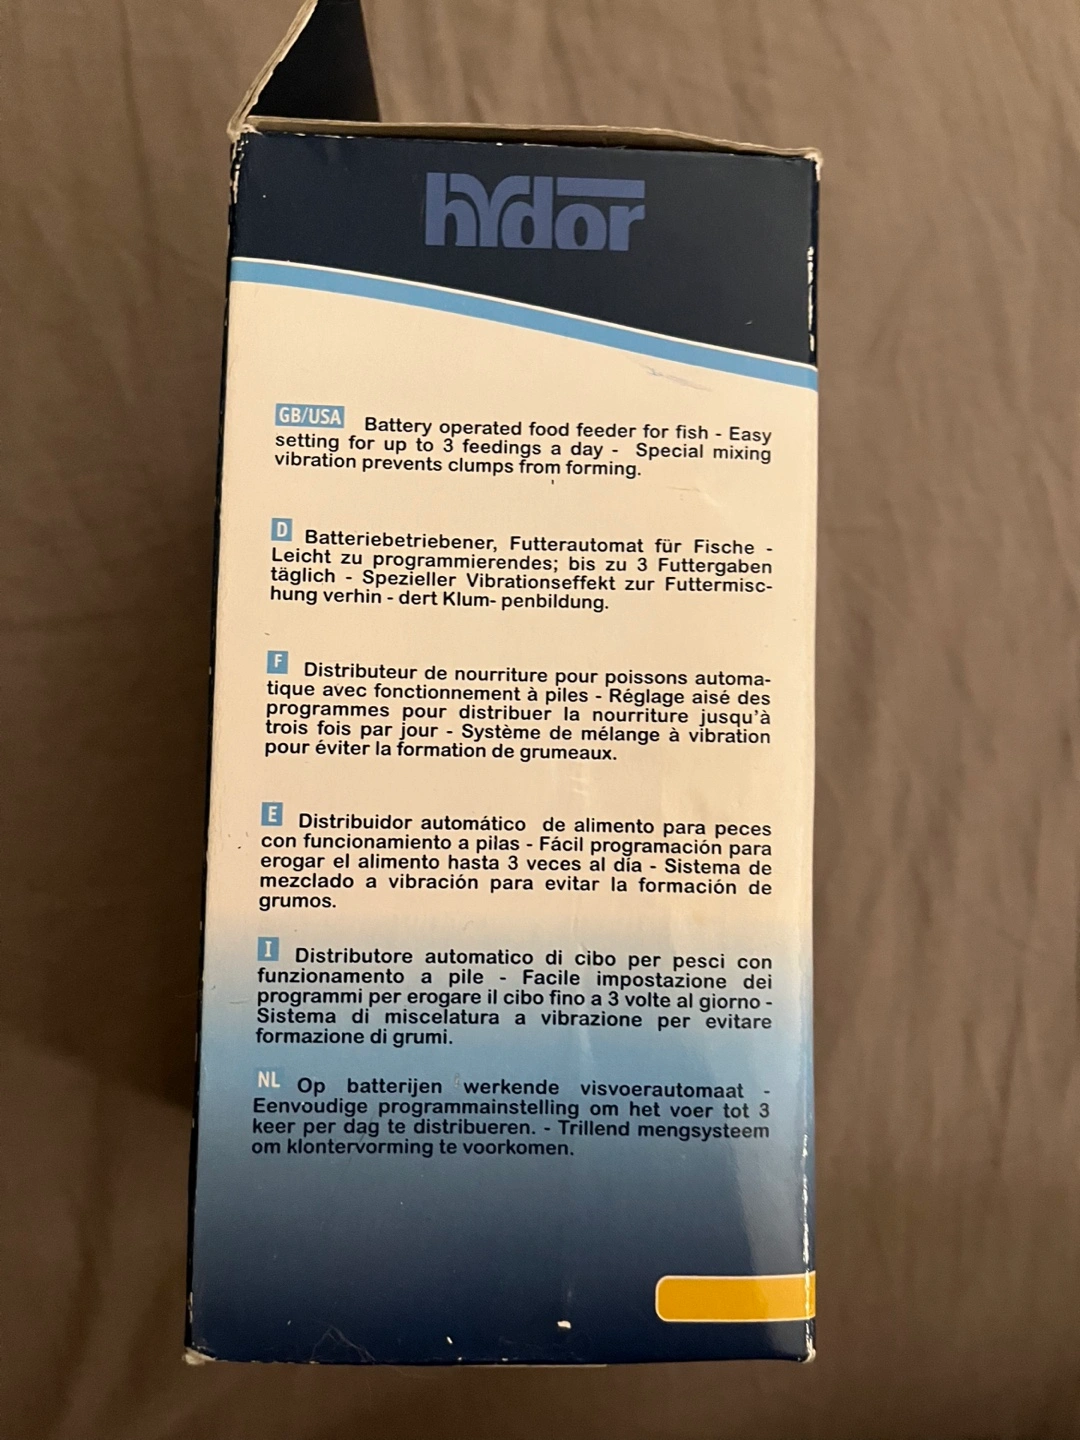 hydor
GB/USA Battery operated food feeder for fish - Easy
setting for up to 3 feedings a day - Special mixing
vibration prevents clumps from forming.
D Batteriebetriebener, Futterautomat für Fische -
Leicht zu programmierendes; bis zu 3 Futtergaben
täglich - Spezieller Vibrationseffekt zur Futtermisc-
hung verhin - dert Klum- penbildung.
F Distributeur de nourriture pour poissons automa-
tique avec fonctionnement à piles - Réglage aisé des
programmes pour distribuer la nourriture jusqu'à
trois fois par jour - Système de mélange à vibration
pour éviter la formation de grumeaux.
E Distribuidor automático de alimento para peces
con funcionamiento a pilas - Fácil programación para
erogar el alimento hasta 3 veces al día - Sistema de
mezclado a vibración para evitar la formación de
grumos.
I Distributore automatico di cibo per pesci con
funzionamento a pile - Facile impostazione dei
programmi per erogare il cibo fino a 3 volte al giorno -
Sistema di miscelatura a vibrazione per evitare
formazione di grumi.
NL Op batterijen werkende visvoerautomaat -
Eenvoudige programmainstelling om het voer tot 3
keer per dag te distribueren. - Trillend mengsysteem
om klontervorming te voorkomen.